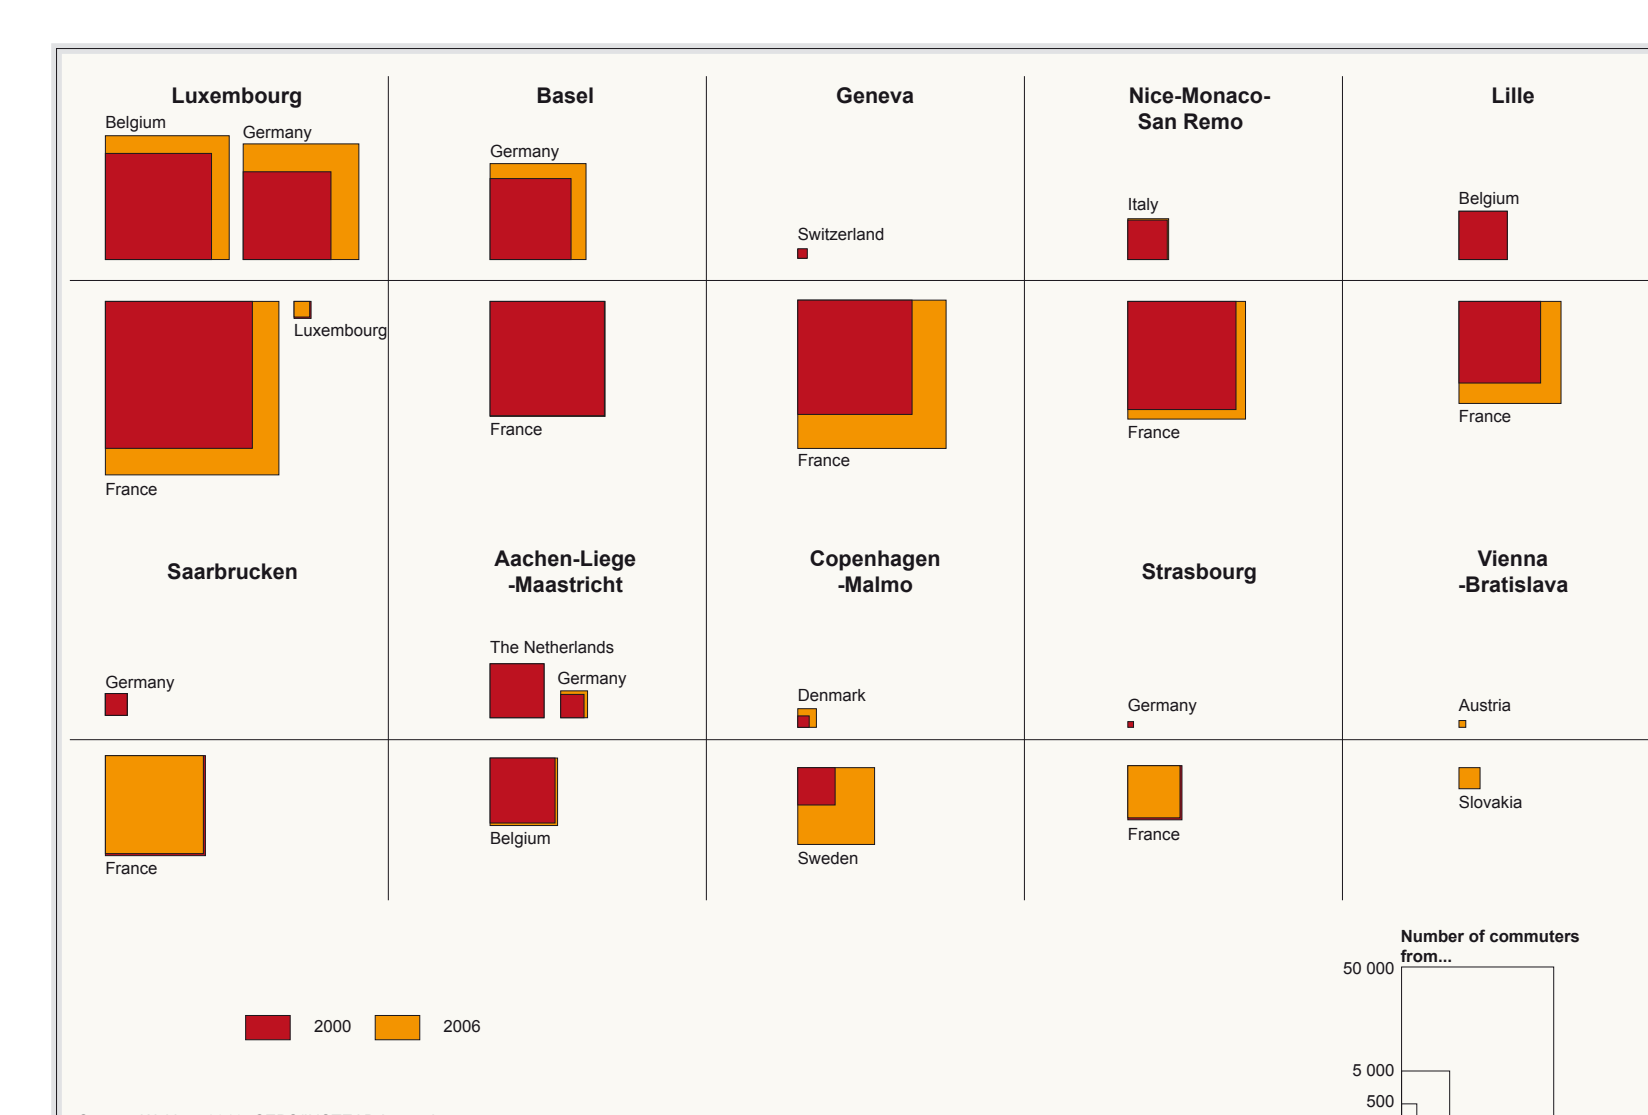 Luxembourg
Basel
Geneva
Nice-Monaco-
San Remo
Lille
Belgium
Germany
Germany
Switzerland
Italy
Belgium
Luxembourg
France
France
France
France
France
Saarbrucken
Aachen-Liege
-Maastricht
Copenhagen
-Malmo
Strasbourg
Vienna
-Bratislava
Germany
The Netherlands
Germany
Denmark
Germany
Austria
France
Belgium
Sweden
France
Slovakia
Number of commuters
from...
50 000
5 000
500
2000
2006